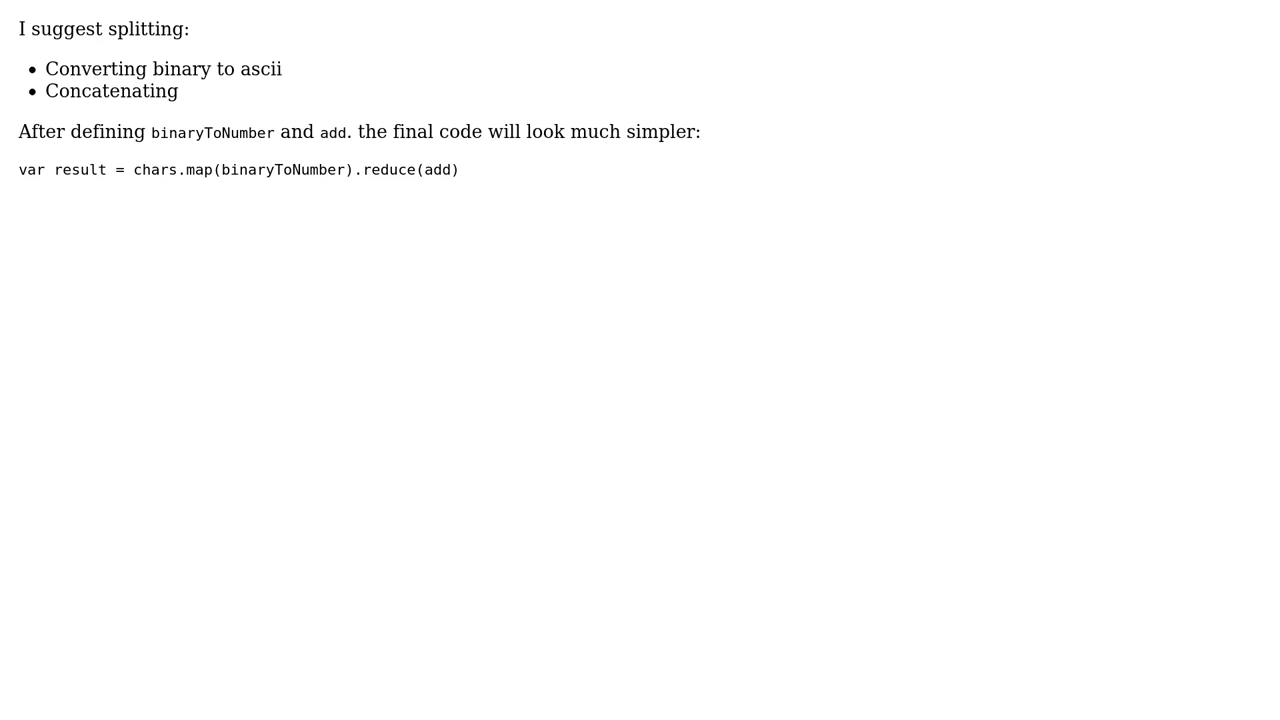 I suggest splitting:
Converting binary to ascii
Concatenating
After defining binaryToNumber and add. the final code will look much simpler:
var result = chars.map(binaryToNumber).reduce(add)